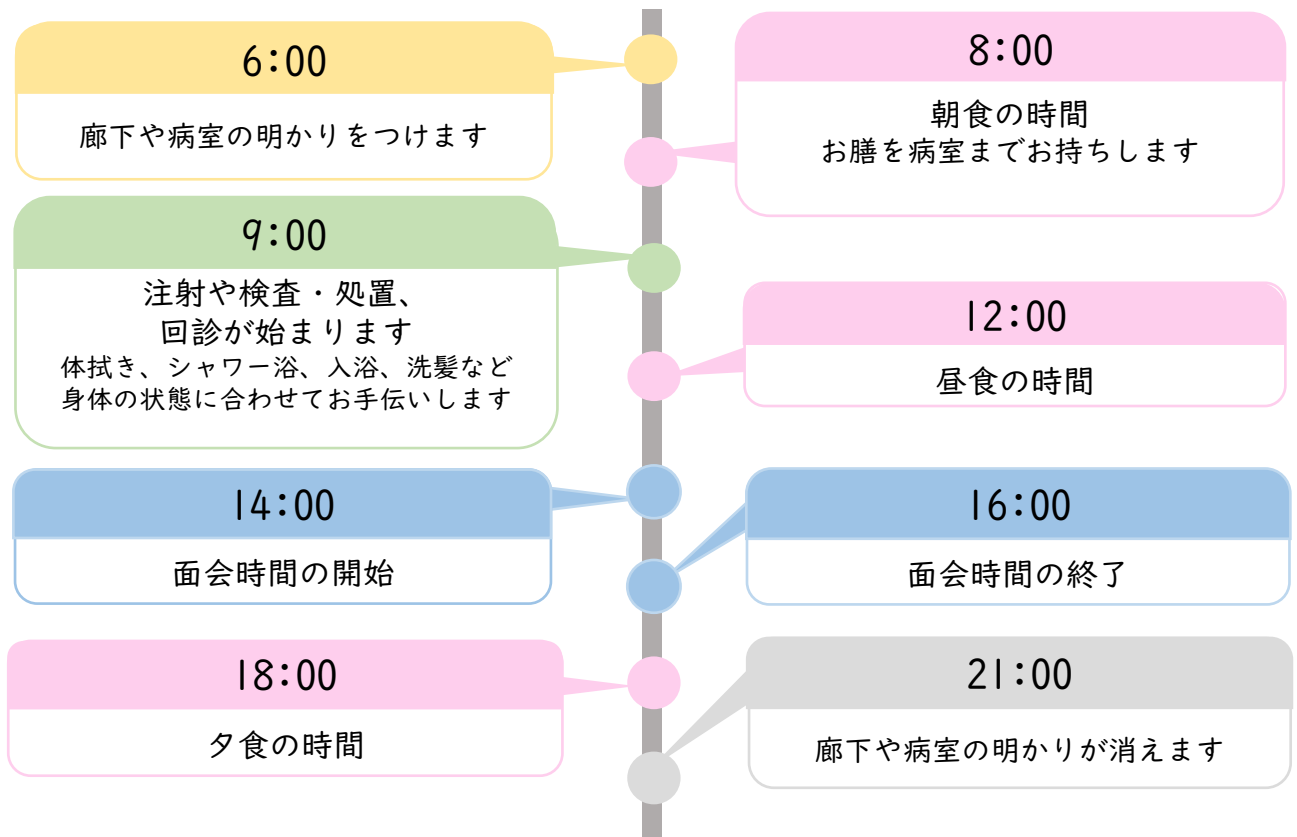 6:00
廊下や病室の明かりをつけます
8:00
朝食の時間
お膳を病室までお持ちします
9:00
注射や検査・処置、
回診が始まります
体拭き、シャワー浴、入浴、洗髪など
身体の状態に合わせてお手伝いします
12:00
昼食の時間
14:00
面会時間の開始
16:00
面会時間の終了
18:00
夕食の時間
21:00
廊下や病室の明かりが消えます